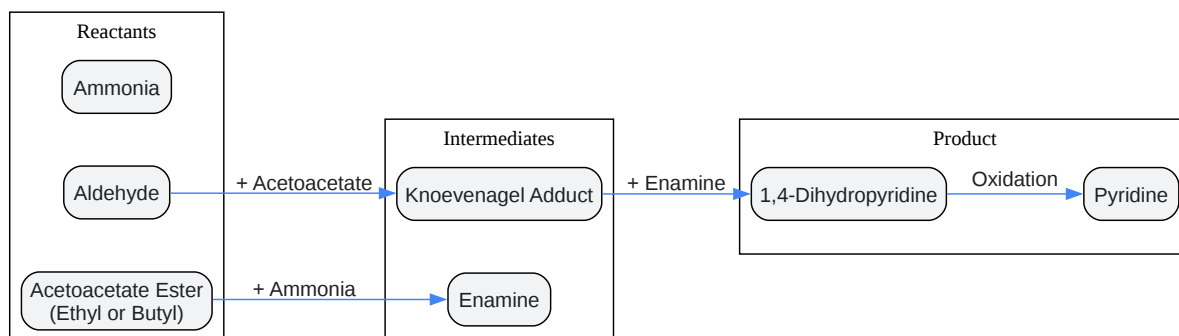 Reactants
Ammonia
Aldehyde
Acetoacetate Ester
(Ethyl or Butyl)
+ Acetoacetate
+ Ammonia
Intermediates
Knoevenagel Adduct
Enamine
+ Enamine
Product
1,4-Dihydropyridine
Oxidation
Pyridine